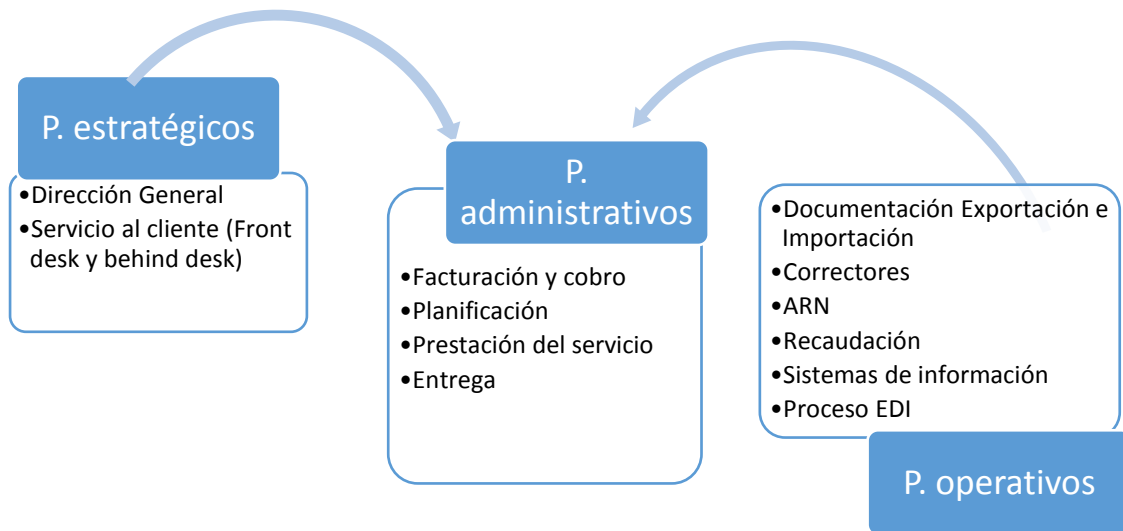 P. estratégicos
•Dirección General
•Servicio al cliente (Front
desk y behind desk)
P.
administrativos
•Facturación y cobro
•Planificación
•Prestación del servicio
•Entrega
•Documentación Exportación e
Importación
•Correctores
•ARN
•Recaudación
•Sistemas de información
•Proceso EDI
P. operativos